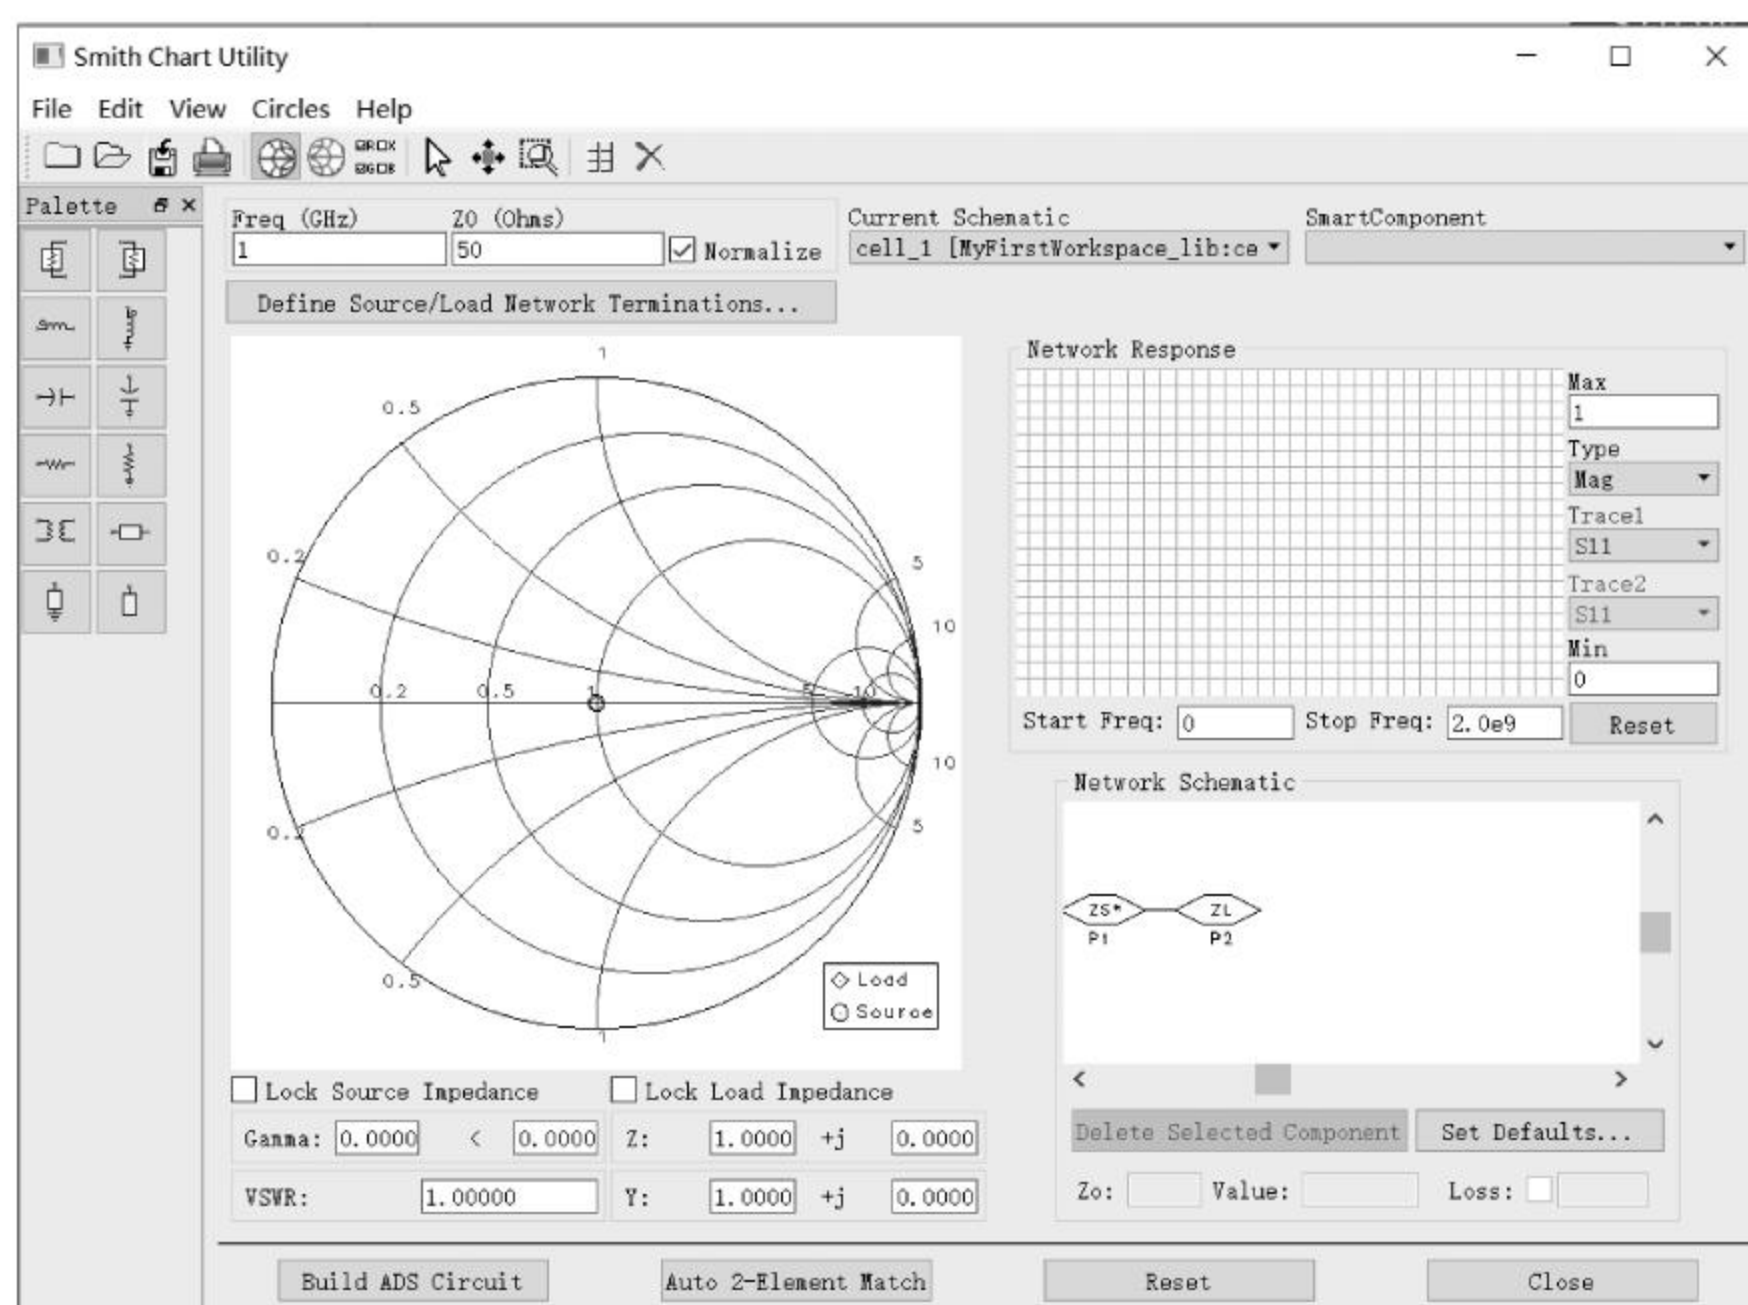 Smith Chart Utility
File Edit View Circles Help
Palette
Freq (GHz) Z0 (Ohms)
1 50 Normalize
Current Schematic
cell_1 [MyFirstWorkspace_lib:ce
SmartComponent
Define Source/Load Network Terminations...
1
0.5
0.2
5
10
0.2 0.5 1 5 10
10
5
0.2
0.5
1
Load
Source
Network Response
Max
1
Type
Mag
Trace1
S11
Trace2
S11
Min
0
Start Freq: 0 Stop Freq: 2.0e9 Reset
Network Schematic
ZS* ZL
P1 P2
Delete Selected Component Set Defaults...
Zo: Value: Loss:
Lock Source Impedance Lock Load Impedance
Gamma: 0.0000 < 0.0000 Z: 1.0000 +j 0.0000
VSWR: 1.00000 Y: 1.0000 +j 0.0000
Build ADS Circuit Auto 2-Element Match Reset Close